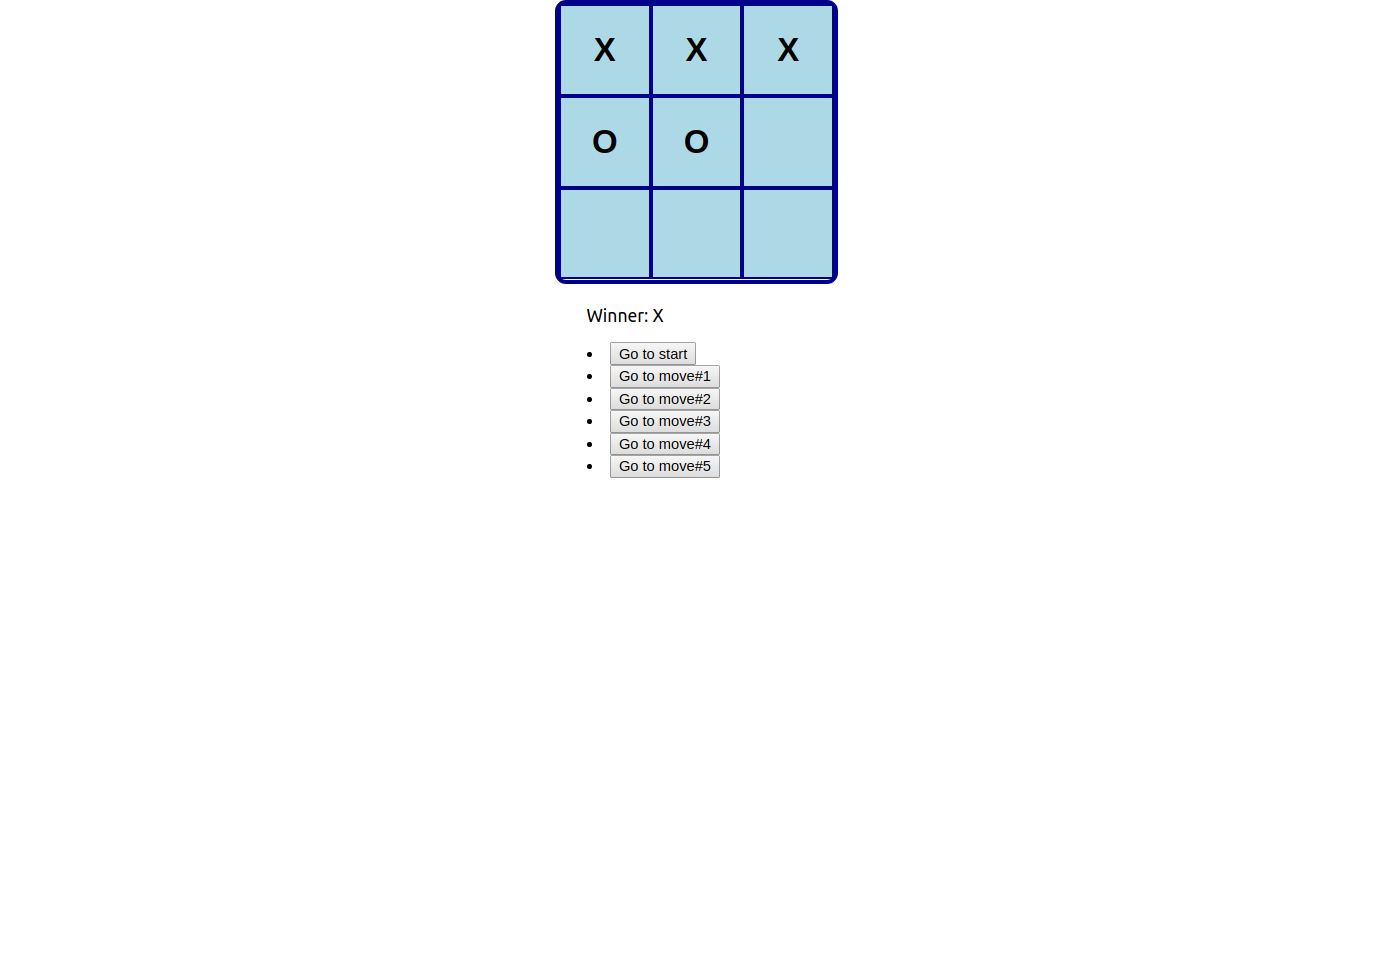 X X X
O O
Winner: X
Go to start
Go to move#1
Go to move#2
Go to move#3
Go to move#4
Go to move#5